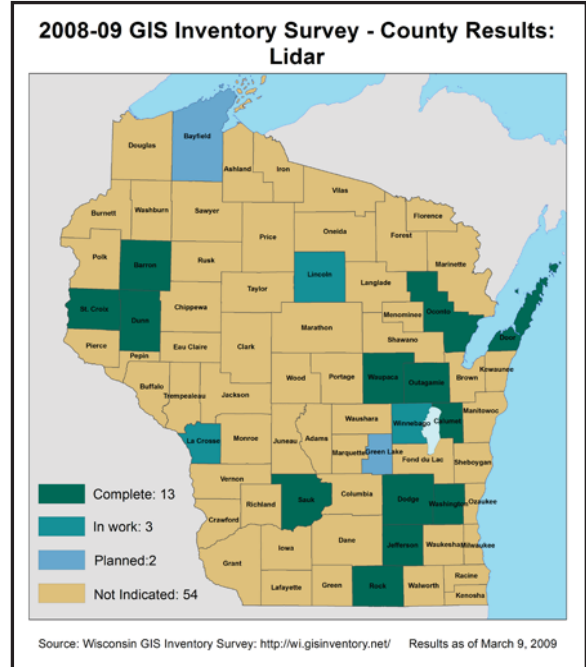 2008-09 GIS Inventory Survey - County Results:
Lidar
Bayfield
Douglas
Ashland
Iron
Vilas
Burnett
Washburn
Sawyer
Florence
Oneida
Forest
Price
Marinette
Polk
Barron
Rusk
Lincoln
Langlade
Taylor
Oconto
St. Croix
Dunn
Chippewa
Menominee
Door
Marathon
Shawano
Pierce
Eau Claire
Clark
Pepin
Kewaunee
Waupaca
Outagamie
Brown
Wood
Portage
Buffalo
Trempealeau
Jackson
Manitowoc
Waushara
Winnebago
Calumet
La Crosse
Monroe
Juneau
Adams
Marquette
Green Lake
Fond du Lac
Sheboygan
Vernon
Complete: 13
Sauk
Columbia
Dodge
Washington
Ozaukee
Richland
In work: 3
Crawford
Dane
Jefferson
Waukesha
Milwaukee
Iowa
Planned:2
Grant
Racine
Lafayette
Green
Rock
Walworth
Kenosha
Not Indicated: 54
Source: Wisconsin GIS Inventory Survey: http://wi.gisinventory.net/ Results as of March 9, 2009